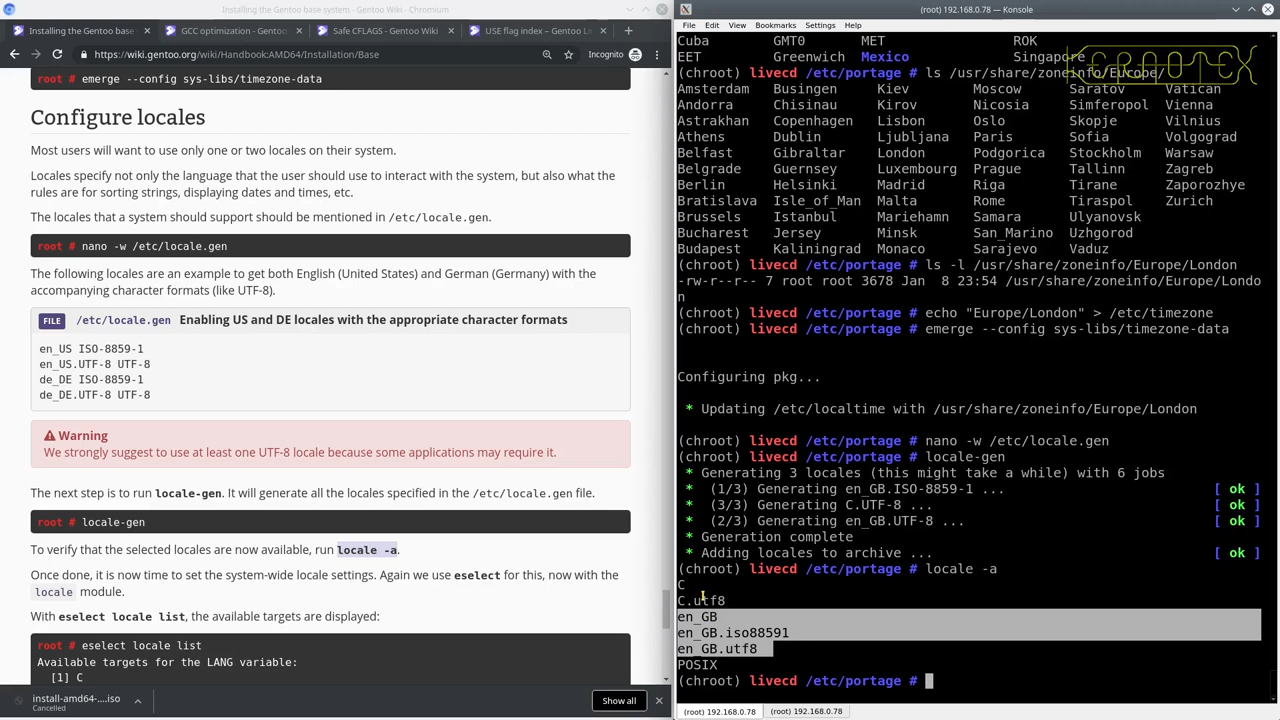 Installing the Gentoo base system - Gentoo Wiki - Chromium
Installing the Gentoo base
GCC optimization - Gentoo
Safe CFLAGS - Gentoo Wiki
USE flag index – Gentoo L
https://wiki.gentoo.org/wiki/Handbook:AMD64/Installation/Base
Incognito
root # emerge --config sys-libs/timezone-data
Configure locales
Most users will want to use only one or two locales on their system.
Locales specify not only the language that the user should use to interact with the system, but also what the
rules are for sorting strings, displaying dates and times, etc.
The locales that a system should support should be mentioned in /etc/locale.gen.
root # nano -w /etc/locale.gen
The following locales are an example to get both English (United States) and German (Germany) with the
accompanying character formats (like UTF-8).
FILE /etc/locale.gen Enabling US and DE locales with the appropriate character formats
en_US ISO-8859-1
en_US.UTF-8 UTF-8
de_DE ISO-8859-1
de_DE.UTF-8 UTF-8
Warning
We strongly suggest to use at least one UTF-8 locale because some applications may require it.
The next step is to run locale-gen. It will generate all the locales specified in the /etc/locale.gen file.
root # locale-gen
To verify that the selected locales are now available, run locale -a.
Once done, it is now time to set the system-wide locale settings. Again we use eselect for this, now with the
locale module.
With eselect locale list, the available targets are displayed:
root # eselect locale list
Available targets for the LANG variable:
[1] C
install-amd64-....iso
Cancelled
Show all
(root) 192.168.0.78 — Konsole
File Edit View Bookmarks Settings Help
KERNOTEX
Cuba GMT0 MET ROK
EET Greenwich Mexico Singapore
(chroot) livecd /etc/portage # ls /usr/share/zoneinfo/Europe/
Amsterdam Busingen Kiev Moscow Saratov Vatican
Andorra Chisinau Kirov Nicosia Simferopol Vienna
Astrakhan Copenhagen Lisbon Oslo Skopje Vilnius
Athens Dublin Ljubljana Paris Sofia Volgograd
Belfast Gibraltar London Podgorica Stockholm Warsaw
Belgrade Guernsey Luxembourg Prague Tallinn Zagreb
Berlin Helsinki Madrid Riga Tirane Zaporozhye
Bratislava Isle_of_Man Malta Rome Tiraspol Zurich
Brussels Istanbul Mariehamn Samara Ulyanovsk
Bucharest Jersey Minsk San_Marino Uzhgorod
Budapest Kaliningrad Monaco Sarajevo Vaduz
(chroot) livecd /etc/portage # ls -l /usr/share/zoneinfo/Europe/London
-rw-r--r-- 7 root root 3678 Jan  8 23:54 /usr/share/zoneinfo/Europe/Londo
n
(chroot) livecd /etc/portage # echo "Europe/London" > /etc/timezone
(chroot) livecd /etc/portage # emerge --config sys-libs/timezone-data
Configuring pkg...
* Updating /etc/localtime with /usr/share/zoneinfo/Europe/London
(chroot) livecd /etc/portage # nano -w /etc/locale.gen
(chroot) livecd /etc/portage # locale-gen
* Generating 3 locales (this might take a while) with 6 jobs
* (1/3) Generating en_GB.ISO-8859-1 ... [ ok ]
* (3/3) Generating C.UTF-8 ... [ ok ]
* (2/3) Generating en_GB.UTF-8 ... [ ok ]
* Generation complete
* Adding locales to archive ... [ ok ]
(chroot) livecd /etc/portage # locale -a
C
C.utf8
en_GB
en_GB.iso88591
en_GB.utf8
POSIX
(chroot) livecd /etc/portage #
(root) 192.168.0.78
(root) 192.168.0.78